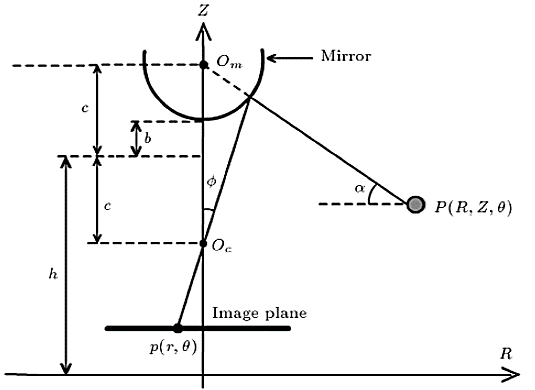 Z
O_m
Mirror
c
b
ϕ
α
P(R, Z, θ)
c
O_c
h
Image plane
p(r, θ)
R